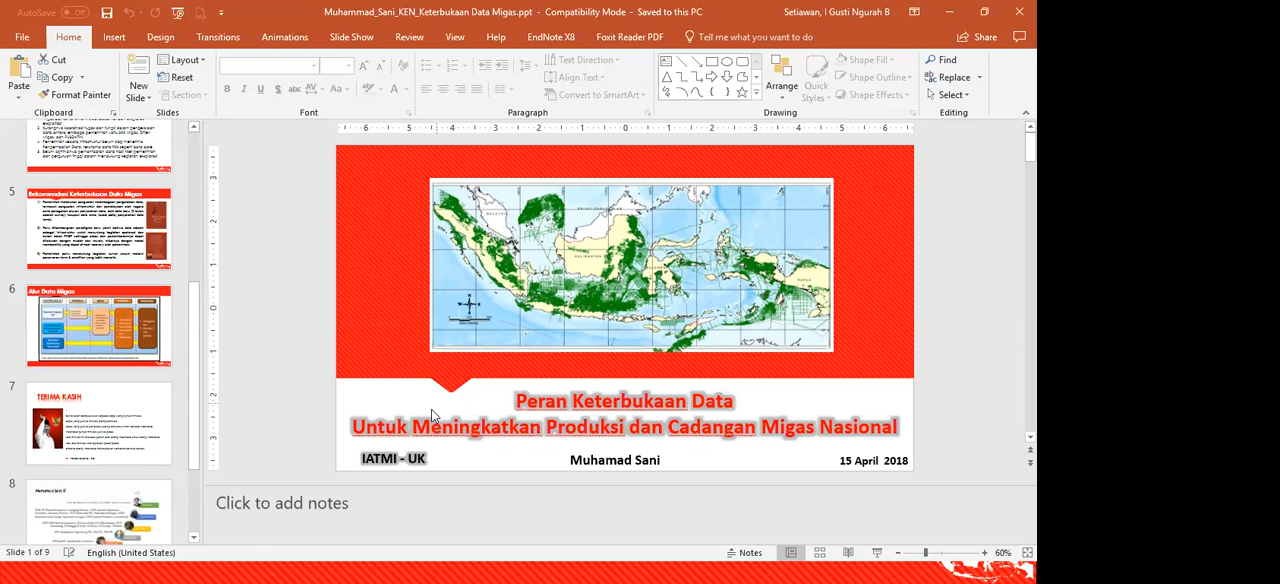 AutoSave Off
Muhammad_Sani_KEN_Keterbukaan Data Migas.ppt - Compatibility Mode - Saved to this PC
Setiawan, I Gusti Ngurah B
File Home Insert Design Transitions Animations Slide Show Review View Help EndNote X8 Foxit Reader PDF Tell me what you want to do Share
Paste
Cut
Copy
Format Painter
Clipboard
New
Slide
Layout
Reset
Section
Slides
Font
Text Direction
Align Text
Convert to SmartArt
Paragraph
Arrange
Quick
Styles
Shape Fill
Shape Outline
Shape Effects
Drawing
Find
Replace
Select
Editing
5
Rekomendasi Keterbukaan Data Migas
6
Alur Data Migas
7
TERIMA KASIH
8
Peran Keterbukaan Data
Untuk Meningkatkan Produksi dan Cadangan Migas Nasional
IATMI - UK
Muhamad Sani
15 April 2018
Click to add notes
Slide 1 of 9
English (United States)
Notes
60%